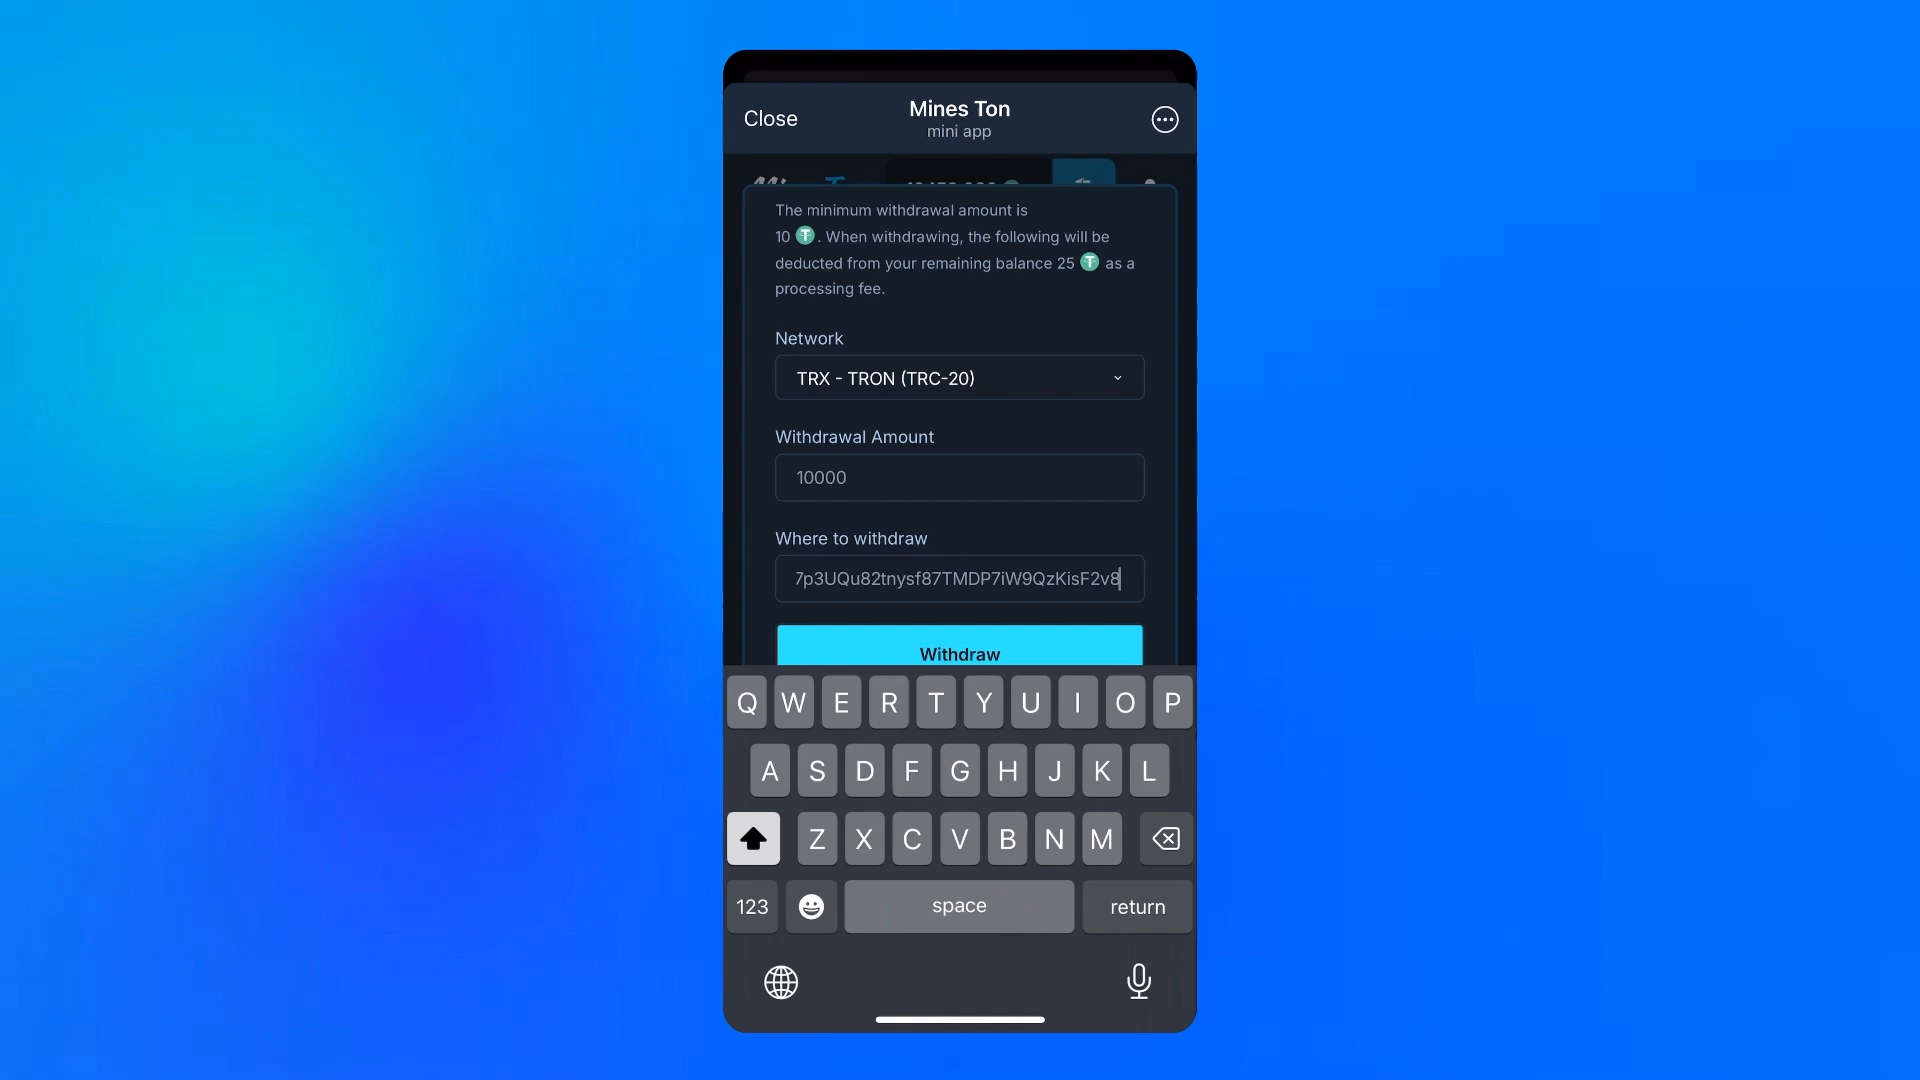 Close
Mines Ton
mini app
The minimum withdrawal amount is
10 . When withdrawing, the following will be
deducted from your remaining balance 25 as a
processing fee.
Network
TRX - TRON (TRC-20)
Withdrawal Amount
10000
Where to withdraw
7p3UQu82tnysf87TMDP7iW9QzKisF2v8
Withdraw
Q W E R T Y U I O P
A S D F G H J K L
Z X C V B N M
123 space return